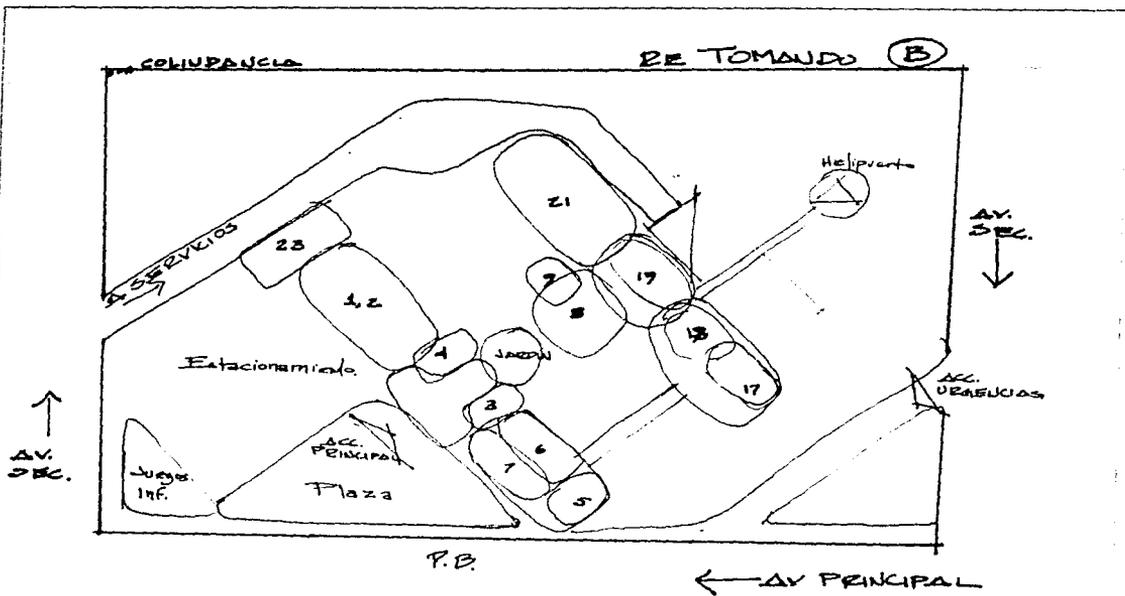 COLINDANCIA
RE TOMANDO B
Helipuerto
AV.
SEC.
21
SERVICIOS
23
19
9
8
1,2
18
4
JARDIN
17
Estacionamiento.
ACC.
URGENCIAS
3
AV.
SEC.
ACC.
PRINCIPAL
6
7
5
Juegos.
Inf.
Plaza
P.B.
AV PRINCIPAL